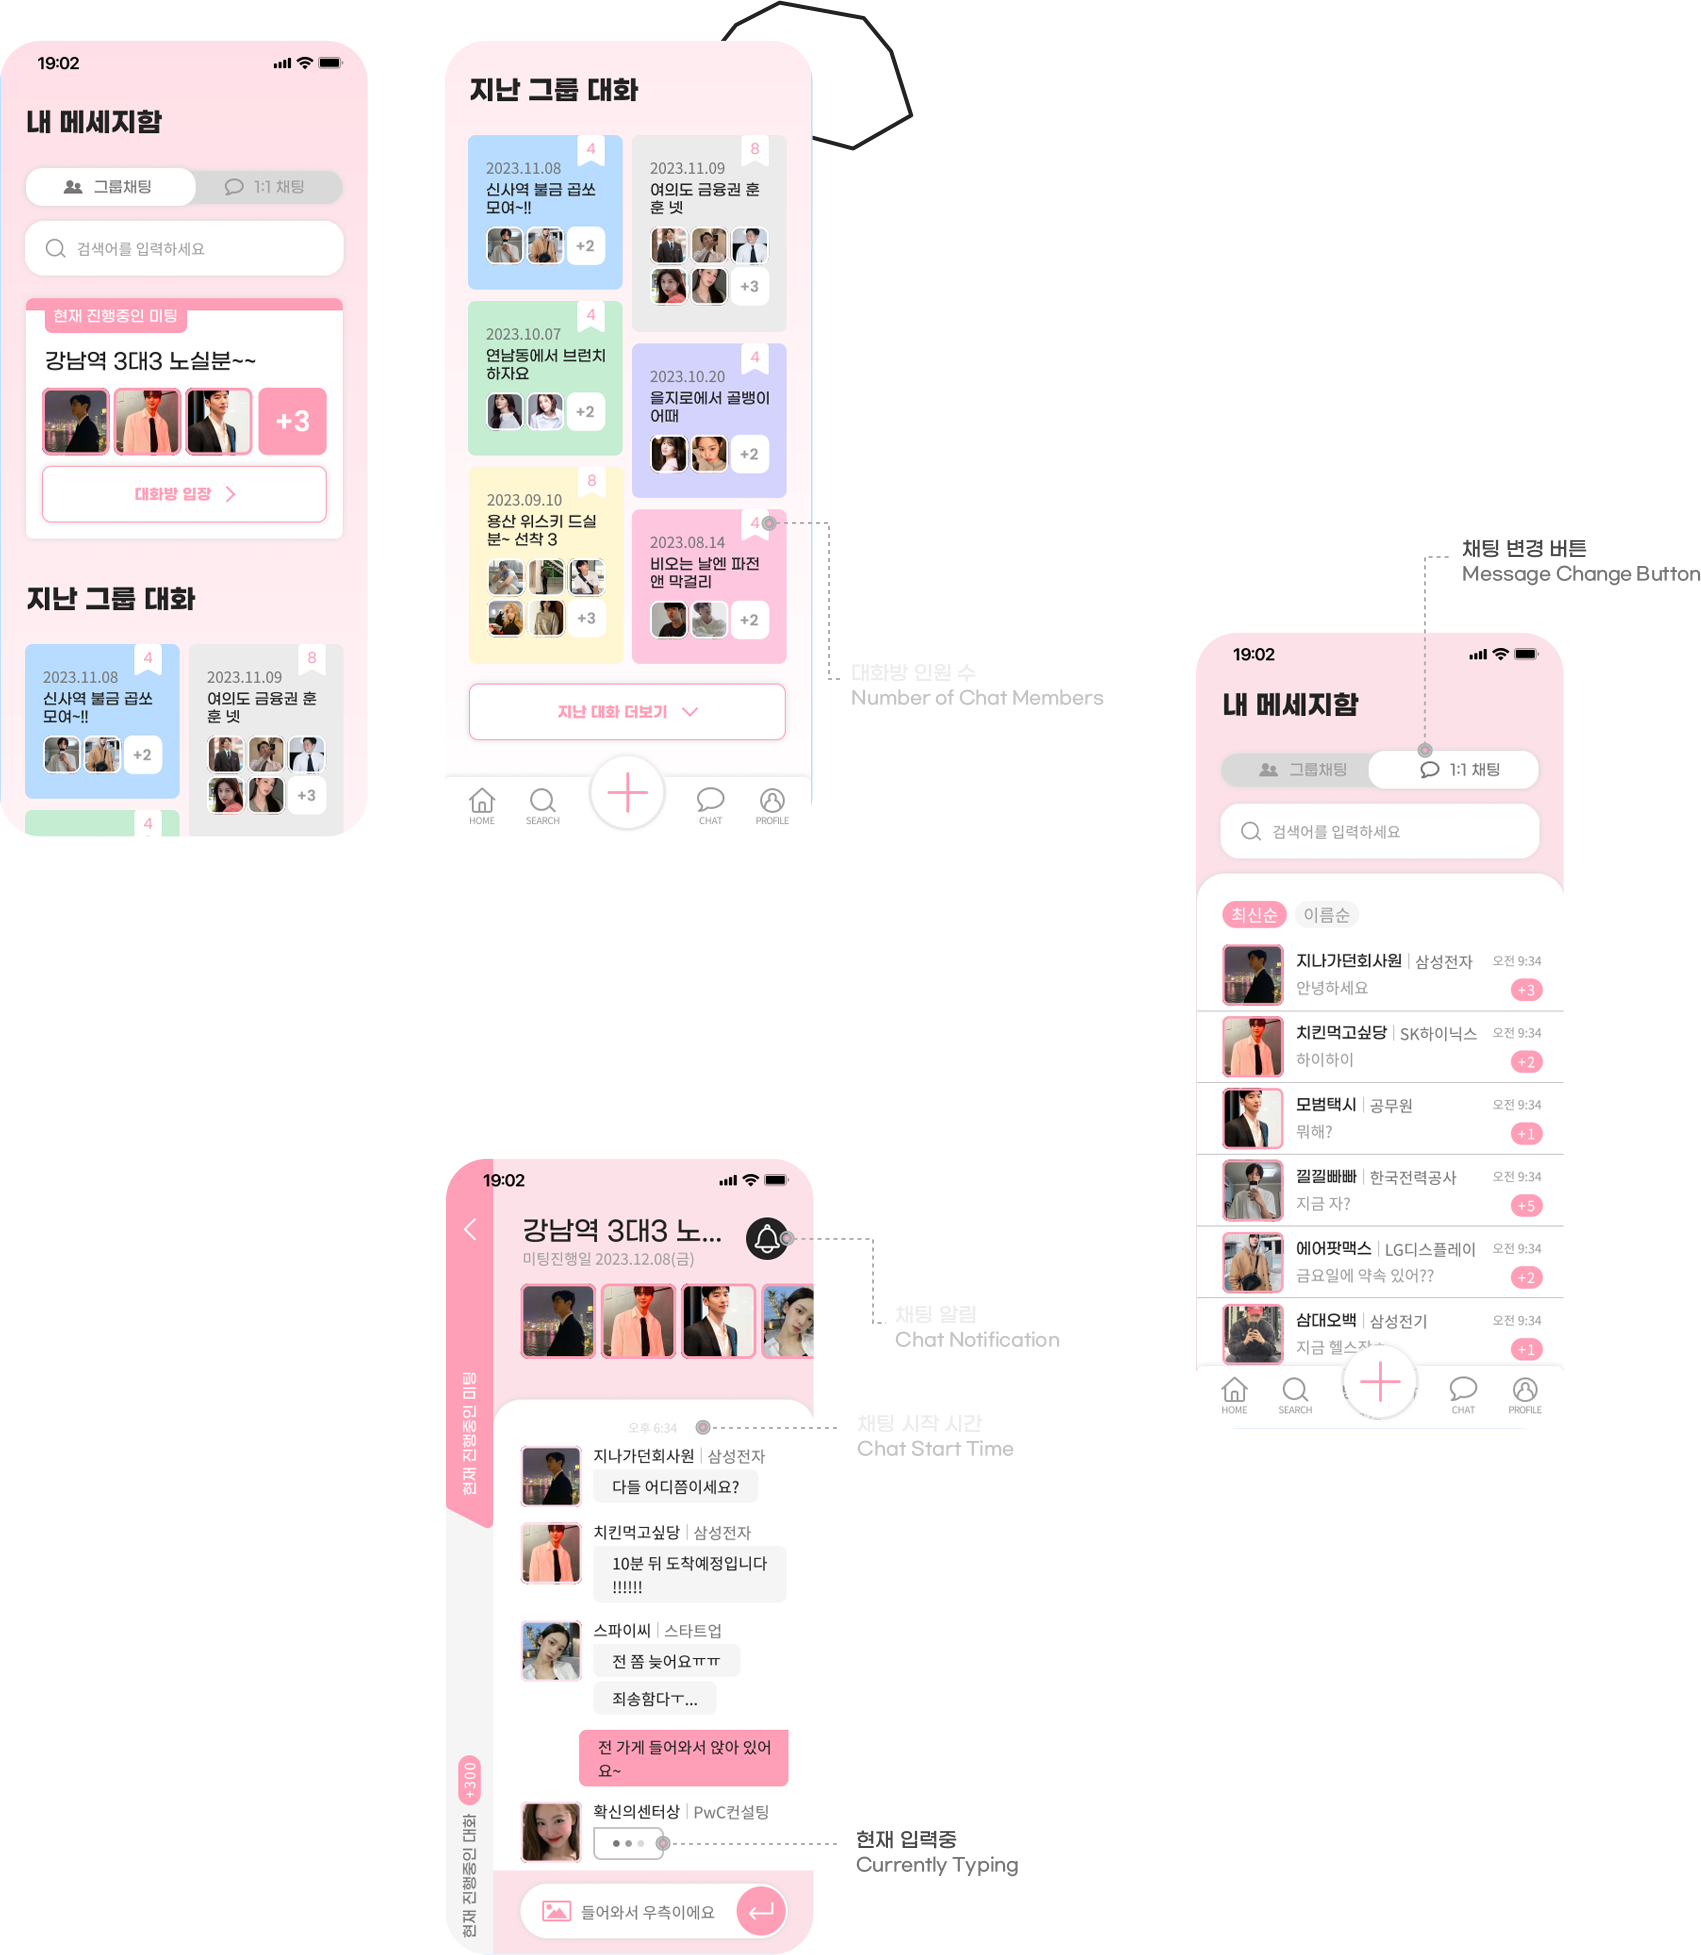 19:02
내 메세지함
그룹채팅
1:1 채팅
검색어를 입력하세요
현재 진행중인 미팅
강남역 3대3 노실분~~
+3
대화방 입장
지난 그룹 대화
4
2023.11.08
신사역 불금 곱쏘
모여~!!
+2
8
2023.11.09
여의도 금융권 훈
훈 넷
+3
4
지난 그룹 대화
4
2023.11.08
신사역 불금 곱쏘
모여~!!
+2
8
2023.11.09
여의도 금융권 훈
훈 넷
+3
4
2023.10.07
연남동에서 브런치
하자요
+2
4
2023.10.20
을지로에서 골뱅이
어때
+2
8
2023.09.10
용산 위스키 드실
분~ 선착 3
+3
4
2023.08.14
비오는 날엔 파전
앤 막걸리
+2
지난 대화 더보기
HOME
SEARCH
CHAT
PROFILE
대화방 인원 수
Number of Chat Members
채팅 변경 버튼
Message Change Button
19:02
내 메세지함
그룹채팅
1:1 채팅
검색어를 입력하세요
최신순
이름순
지나가던회사원 | 삼성전자
오전 9:34
안녕하세요
+3
치킨먹고싶당 | SK하이닉스
오전 9:34
하이하이
+2
모범택시 | 공무원
오전 9:34
뭐해?
+1
낄낄빠빠 | 한국전력공사
오전 9:34
지금 자?
+5
에어팟맥스 | LG디스플레이
오전 9:34
금요일에 약속 있어??
+2
삼대오백 | 삼성전기
오전 9:34
지금 헬스장
+1
HOME
SEARCH
CHAT
PROFILE
19:02
강남역 3대3 노...
미팅진행일 2023.12.08(금)
현재 진행중인 미팅
현재 진행중인 대화
+300
채팅 알림
Chat Notification
오후 6:34
채팅 시작 시간
Chat Start Time
지나가던회사원 | 삼성전자
다들 어디쯤이세요?
치킨먹고싶당 | 삼성전자
10분 뒤 도착예정입니다
!!!!!!
스파이씨 | 스타트업
전 쫌 늦어요ㅠㅠ
죄송함다ㅜ...
전 가게 들어와서 앉아 있어
요~
확신의센터상 | PwC컨설팅
현재 입력중
Currently Typing
들어와서 우측이에요